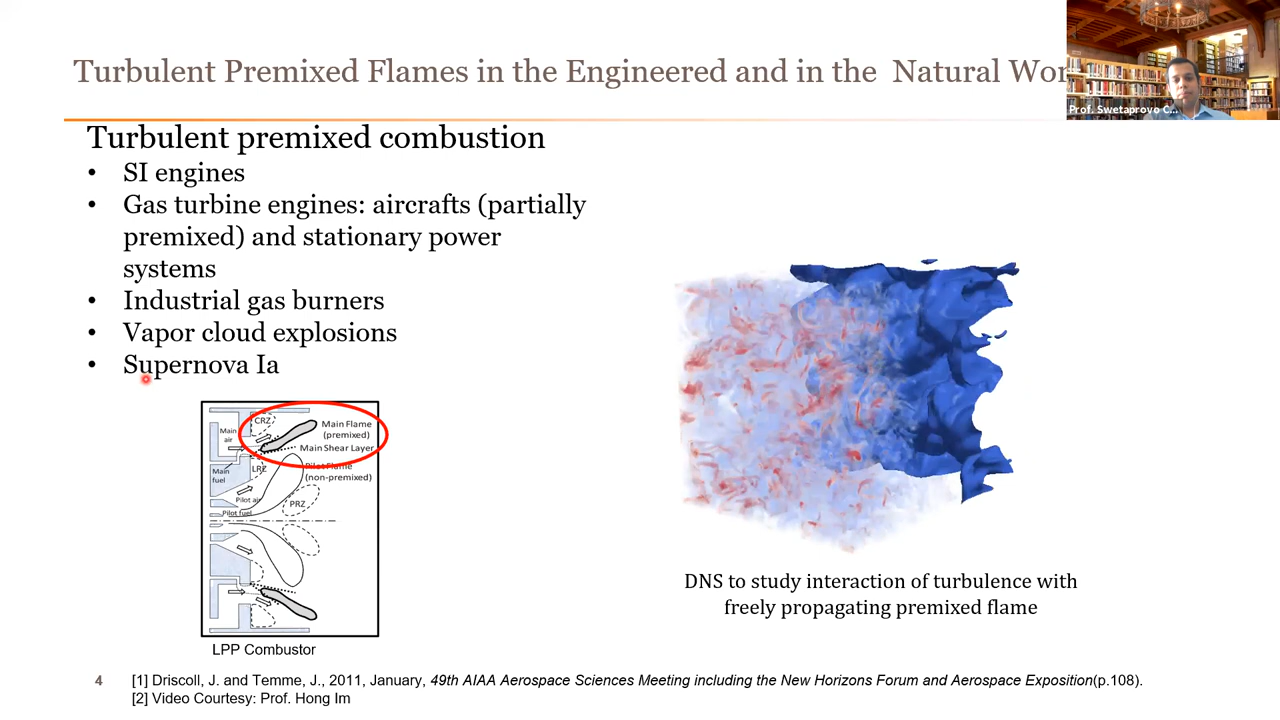 Turbulent Premixed Flames in the Engineered and in the Natural Wor
Prof. Swetaprovo C...
Turbulent premixed combustion
• SI engines
• Gas turbine engines: aircrafts (partially
premixed) and stationary power
systems
• Industrial gas burners
• Vapor cloud explosions
• Supernova Ia
CRZ
Main Flame
(premixed)
Main
air
Main Shear Layer
LRZ
Pilot Flame
(non-premixed)
Main
fuel
Pilot air
PRZ
Pilot fuel
LPP Combustor
DNS to study interaction of turbulence with
freely propagating premixed flame
4
[1] Driscoll, J. and Temme, J., 2011, January, 49th AIAA Aerospace Sciences Meeting including the New Horizons Forum and Aerospace Exposition(p.108).
[2] Video Courtesy: Prof. Hong Im